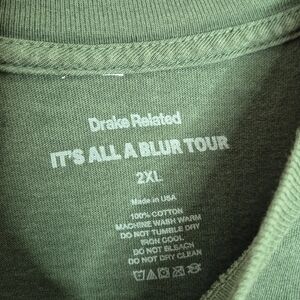 Drake Related
IT'S ALL A BLUR TOUR
2XL
Made in USA
100% COTTON
MACHINE WASH WARM
DO NOT TUMBLE DRY
IRON COOL
DO NOT BLEACH
DO NOT DRY CLEAN